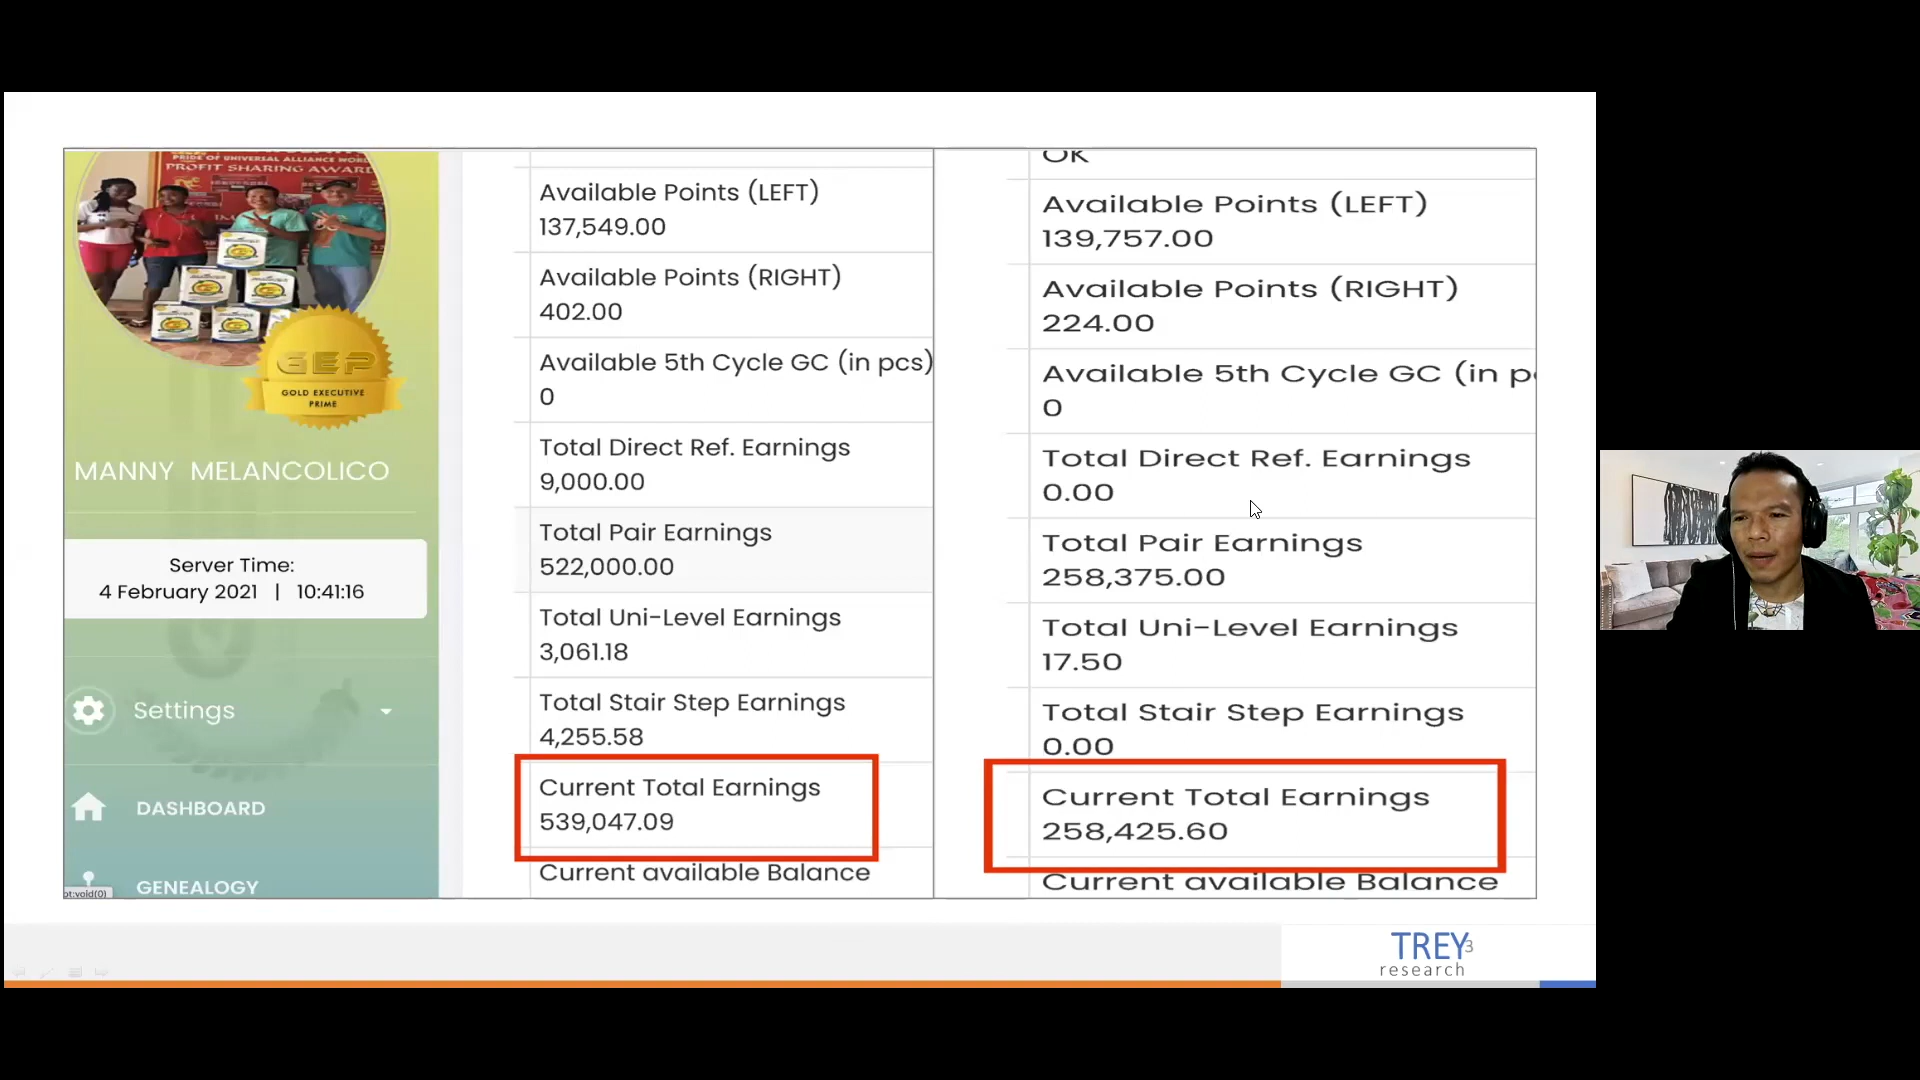 PRIDE OF UNIVERSAL ALLIANCE WORL
PROFIT SHARING AWARD
GEP
GOLD EXECUTIVE
PRIME
MANNY MELANCOLICO
Server Time:
4 February 2021 | 10:41:16
Settings
DASHBOARD
GENEALOGY
ot:void(0)
Available Points (LEFT)
137,549.00
Available Points (RIGHT)
402.00
Available 5th Cycle GC (in pcs)
0
Total Direct Ref. Earnings
9,000.00
Total Pair Earnings
522,000.00
Total Uni-Level Earnings
3,061.18
Total Stair Step Earnings
4,255.58
Current Total Earnings
539,047.09
Current available Balance
OK
Available Points (LEFT)
139,757.00
Available Points (RIGHT)
224.00
Available 5th Cycle GC (in p
0
Total Direct Ref. Earnings
0.00
Total Pair Earnings
258,375.00
Total Uni-Level Earnings
17.50
Total Stair Step Earnings
0.00
Current Total Earnings
258,425.60
Current available Balance
TREY
3
research